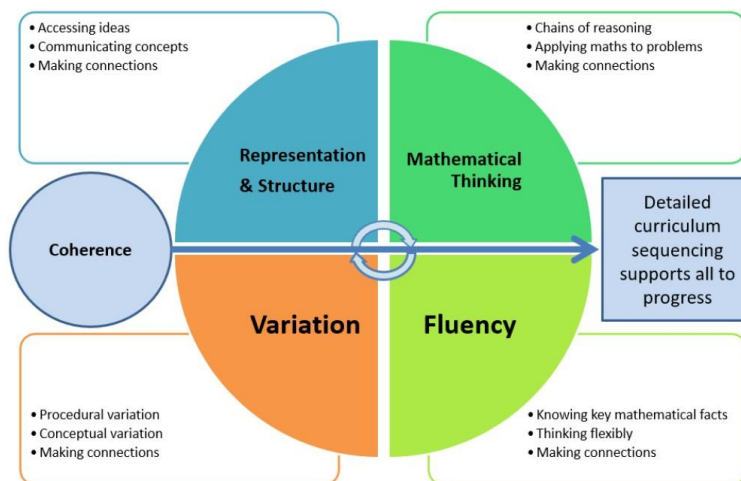 • Accessing ideas
• Communicating concepts
• Making connections
• Chains of reasoning
• Applying maths to problems
• Making connections
Representation
& Structure
Mathematical
Thinking
Coherence
Detailed
curriculum
sequencing
supports all to
progress
Variation
Fluency
• Procedural variation
• Conceptual variation
• Making connections
• Knowing key mathematical facts
• Thinking flexibly
• Making connections